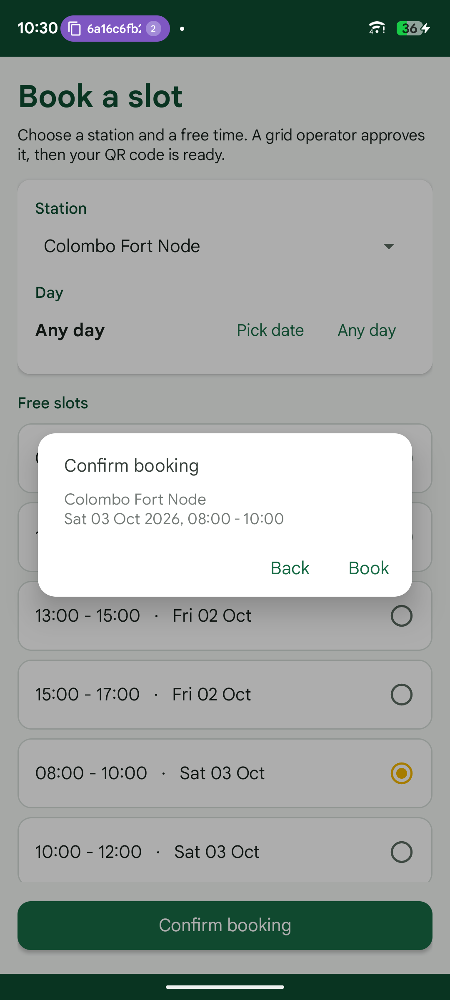 10:30
6a16c6fb
2
4
36
Book a slot
Choose a station and a free time. A grid operator approves
it, then your QR code is ready.
Station
Colombo Fort Node
Day
Any day
Pick date
Any day
Free slots
Confirm booking
Colombo Fort Node
Sat 03 Oct 2026, 08:00 - 10:00
Back
Book
13:00 - 15:00 · Fri 02 Oct
15:00 - 17:00 · Fri 02 Oct
08:00 - 10:00 · Sat 03 Oct
10:00 - 12:00 · Sat 03 Oct
Confirm booking